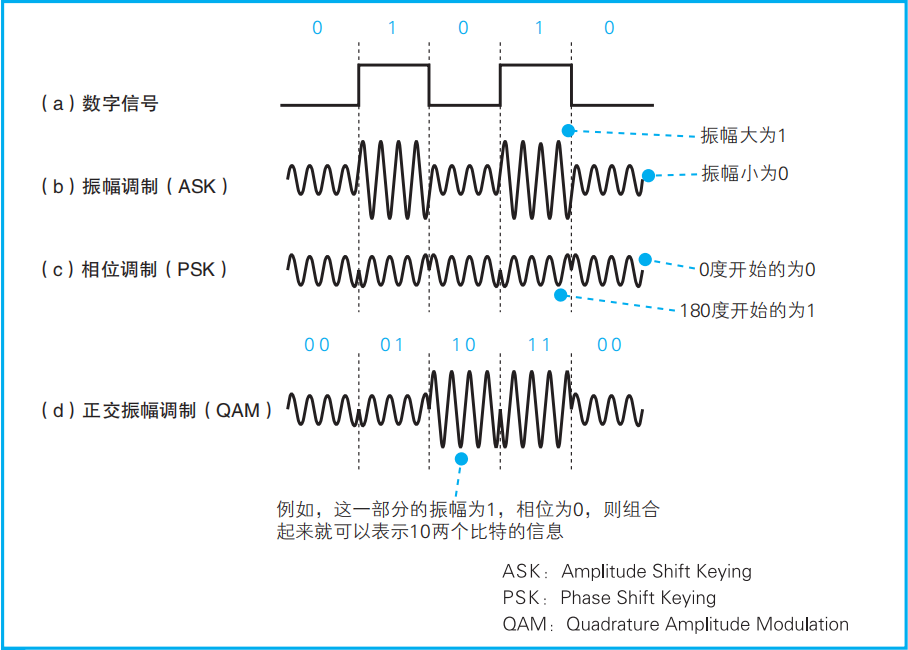 0 1 0 1 0
(a)数字信号
振幅大为1
(b)振幅调制(ASK)
振幅小为0
(c)相位调制(PSK)
0度开始的为0
180度开始的为1
00 01 10 11 00
(d)正交振幅调制(QAM)
例如，这一部分的振幅为1，相位为0，则组合
起来就可以表示10两个比特的信息
ASK：Amplitude Shift Keying
PSK：Phase Shift Keying
QAM：Quadrature Amplitude Modulation